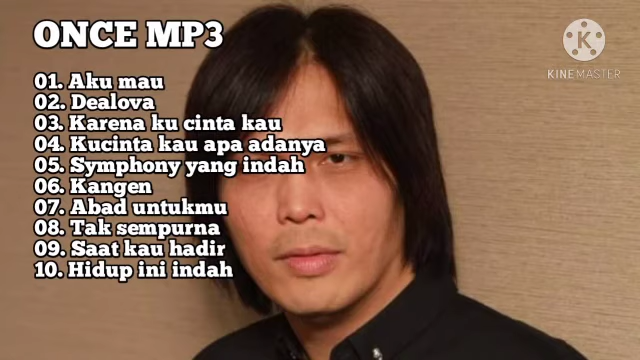 ONCE MP3
K
KINEMASTER
01. Aku mau
02. Dealova
03. Karena ku cinta kau
04. Kucinta kau apa adanya
05. Symphony yang indah
06. Kangen
07. Abad untukmu
08. Tak sempurna
09. Saat kau hadir
10. Hidup ini indah